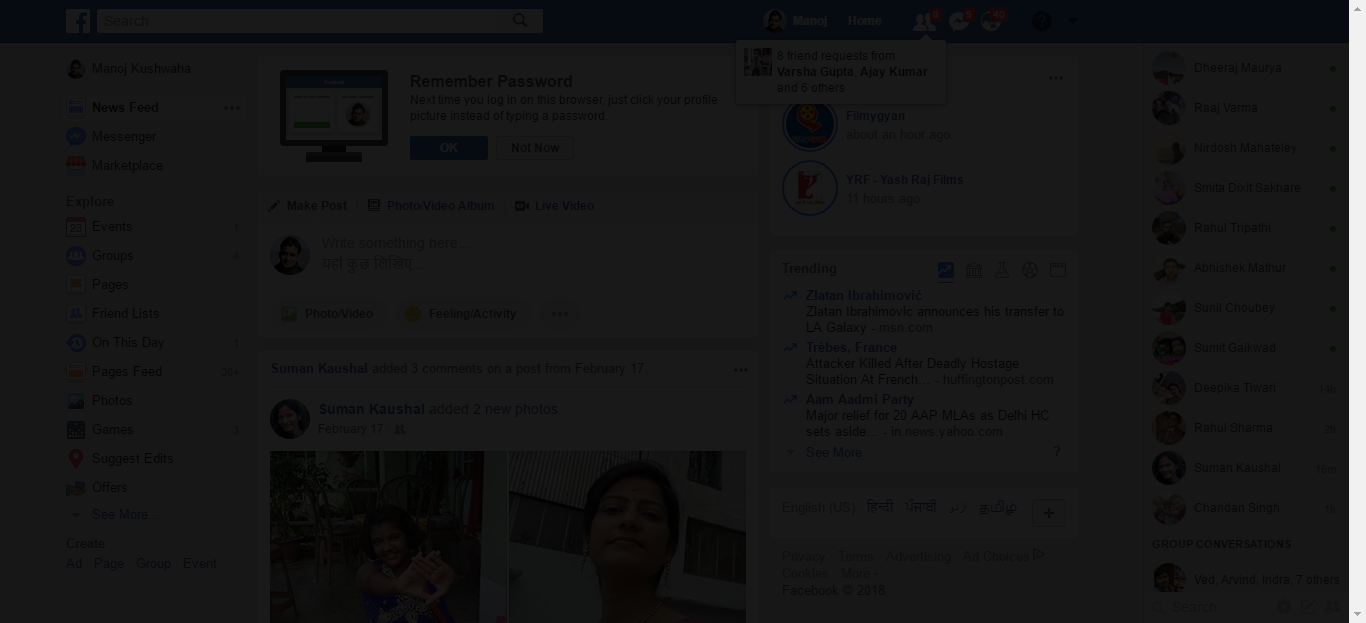 Search
Manoj
Home
8
5
40
?
8 friend requests from
Varsha Gupta, Ajay Kumar
and 6 others
Manoj Kushwaha
News Feed
Messenger
Marketplace
Explore
23
Events
1
Groups
4
Pages
Friend Lists
On This Day
Pages Feed
20+
Photos
Games
3
Suggest Edits
Offers
See More...
Create
Ad Page Group Event
Remember Password
Next time you log in on this browser, just click your profile
picture instead of typing a password.
OK
Not Now
Make Post
Photo/Video Album
Live Video
Write something here...
यहां कुछ लिखिए...
Photo/Video
Feeling/Activity
Suman Kaushal added 3 comments on a post from February 17.
Suman Kaushal added 2 new photos.
February 17
Filmygyan
about an hour ago
YRF - Yash Raj Films
11 hours ago
Trending
Zlatan Ibrahimović
Zlatan Ibrahimovic announces his transfer to
LA Galaxy - msn.com
Trèbes, France
Attacker Killed After Deadly Hostage
Situation At French... - huffingtonpost.com
Aam Aadmi Party
Major relief for 20 AAP MLAs as Delhi HC
sets aside... - in.news.yahoo.com
See More
?
English (US) हिन्दी ਪੰਜਾਬੀ اردو தமிழ்
+
Privacy · Terms · Advertising · Ad Choices
Cookies · More
Facebook © 2018
Dheeraj Maurya
Raaj Verma
Nirdosh Mahateley
Smita Dixit Sakhare
Rahul Tripathi
Abhishek Mathur
Sunil Choubey
Sumit Gaikwad
Deepika Tiwari
14h
Rahul Sharma
2h
Suman Kaushal
16m
Chandan Singh
1h
GROUP CONVERSATIONS
Ved, Arvind, Indra, 7 others
Search